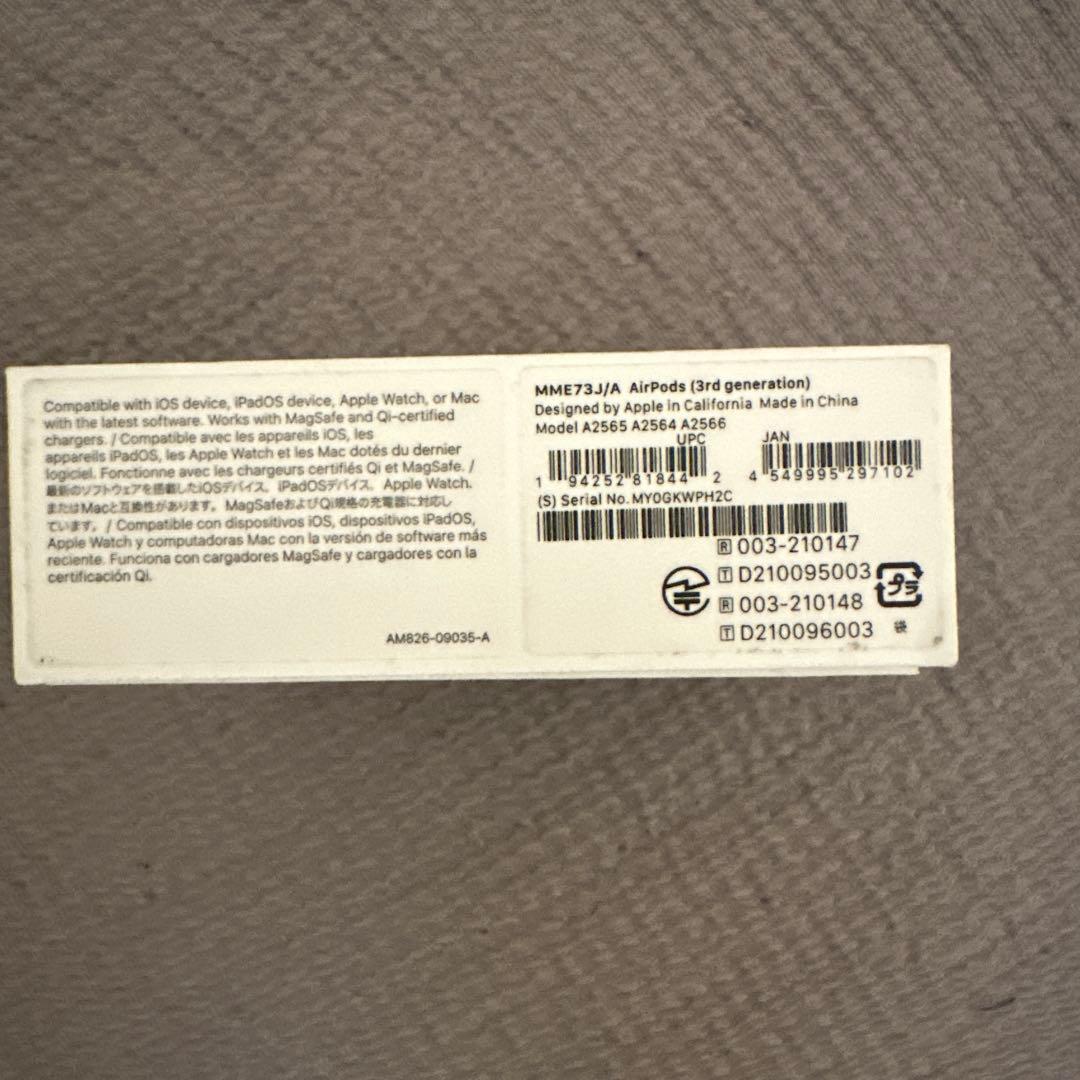 Compatible with iOS device, iPadOS device, Apple Watch, or Mac
with the latest software. Works with MagSafe and Qi-certified
chargers. / Compatible avec les appareils iOS, les
appareils iPadOS, les Apple Watch et les Mac dotés du dernier
logiciel. Fonctionne avec les chargeurs certifiés Qi et MagSafe. /
最新のソフトウェアを搭載したiOSデバイス、iPadOSデバイス、Apple Watch、
またはMacと互換性があります。MagSafeおよびQi規格の充電器に対応し
ています。 / Compatible con dispositivos iOS, dispositivos iPadOS,
Apple Watch y computadoras Mac con la versión de software más
reciente. Funciona con cargadores MagSafe y cargadores con la
certificación Qi.
AM826-09035-A
MME73J/A AirPods (3rd generation)
Designed by Apple in California Made in China
Model A2565 A2564 A2566
UPC
1 94252 81844 2
JAN
4 549995 297102
(S) Serial No. MY0GKWPH2C
R 003-210147
T D210095003
R 003-210148
T D210096003
プラ
袋